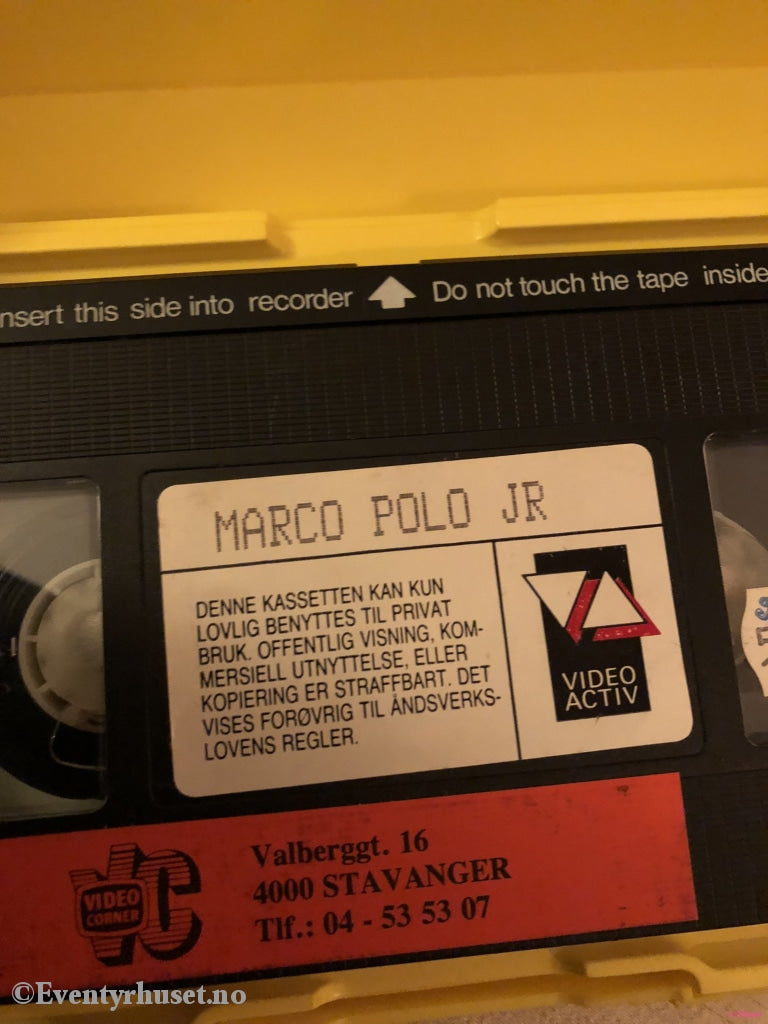 nsert this side into recorder Do not touch the tape inside
MARCO POLO JR
DENNE KASSETTEN KAN KUN
LOVLIG BENYTTES TIL PRIVAT
BRUK. OFFENTLIG VISNING, KOM-
MERSIELL UTNYTTELSE, ELLER
KOPIERING ER STRAFFBART. DET
VISES FORØVRIG TIL ÅNDSVERKS-
LOVENS REGLER.
VIDEO
ACTIV
VC
VIDEO
CORNER
Valberggt. 16
4000 STAVANGER
Tlf.: 04 - 53 53 07
©Eventyrhuset.no